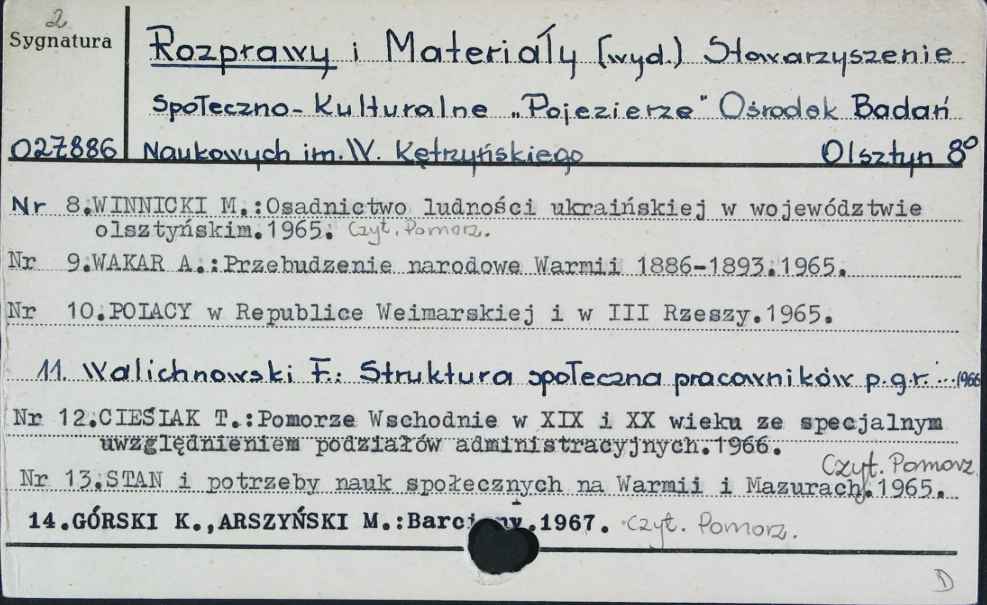 2
Sygnatura
Rozprawy i Materiały (wyd.) Stowarzyszenie
Społeczno-Kulturalne „Pojezierze" Ośrodek Badań
027886 Naukowych im. W. Kętrzyńskiego Olsztyn 8°
Nr 8.WINNICKI M.:Osadnictwo ludności ukraińskiej w województwie
olsztyńskim.1965. Czyt. Pomorz.
Nr 9.WAKAR A.:Przebudzenie narodowe Warmii 1886-1893.1965.
Nr 10.POLACY w Republice Weimarskiej i w III Rzeszy.1965.
11. Walichnowski F.: Struktura społeczna pracowników p.g.r. ...1966
Nr 12.CIEŚLAK T.:Pomorze Wschodnie w XIX i XX wieku ze specjalnym
uwzględnieniem podziałów administracyjnych.1966.
Czyt. Pomorz.
Nr 13.STAN i potrzeby nauk społecznych na Warmii i Mazurach.1965.
14.GÓRSKI K.,ARSZYŃSKI M.: .1967. Czyt. Pomorz.
D